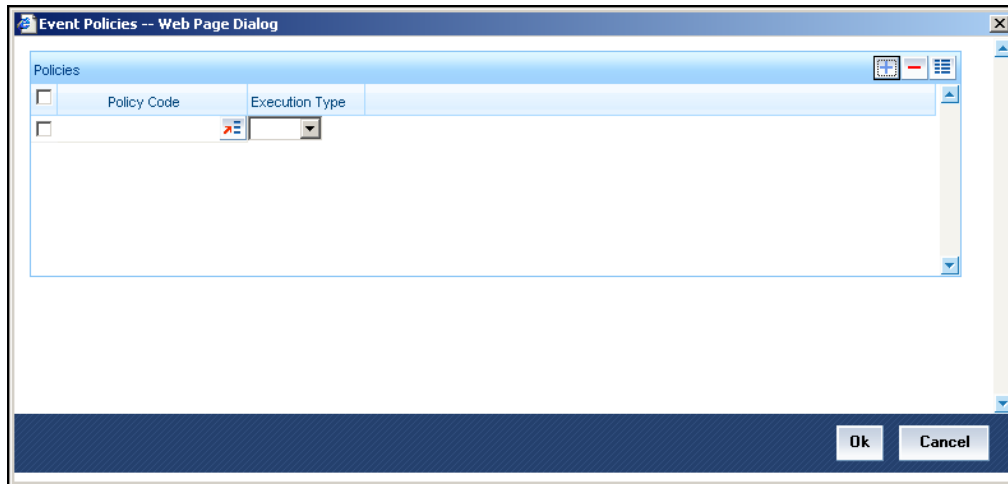 Event Policies -- Web Page Dialog
Policies
Policy Code Execution Type
Ok Cancel